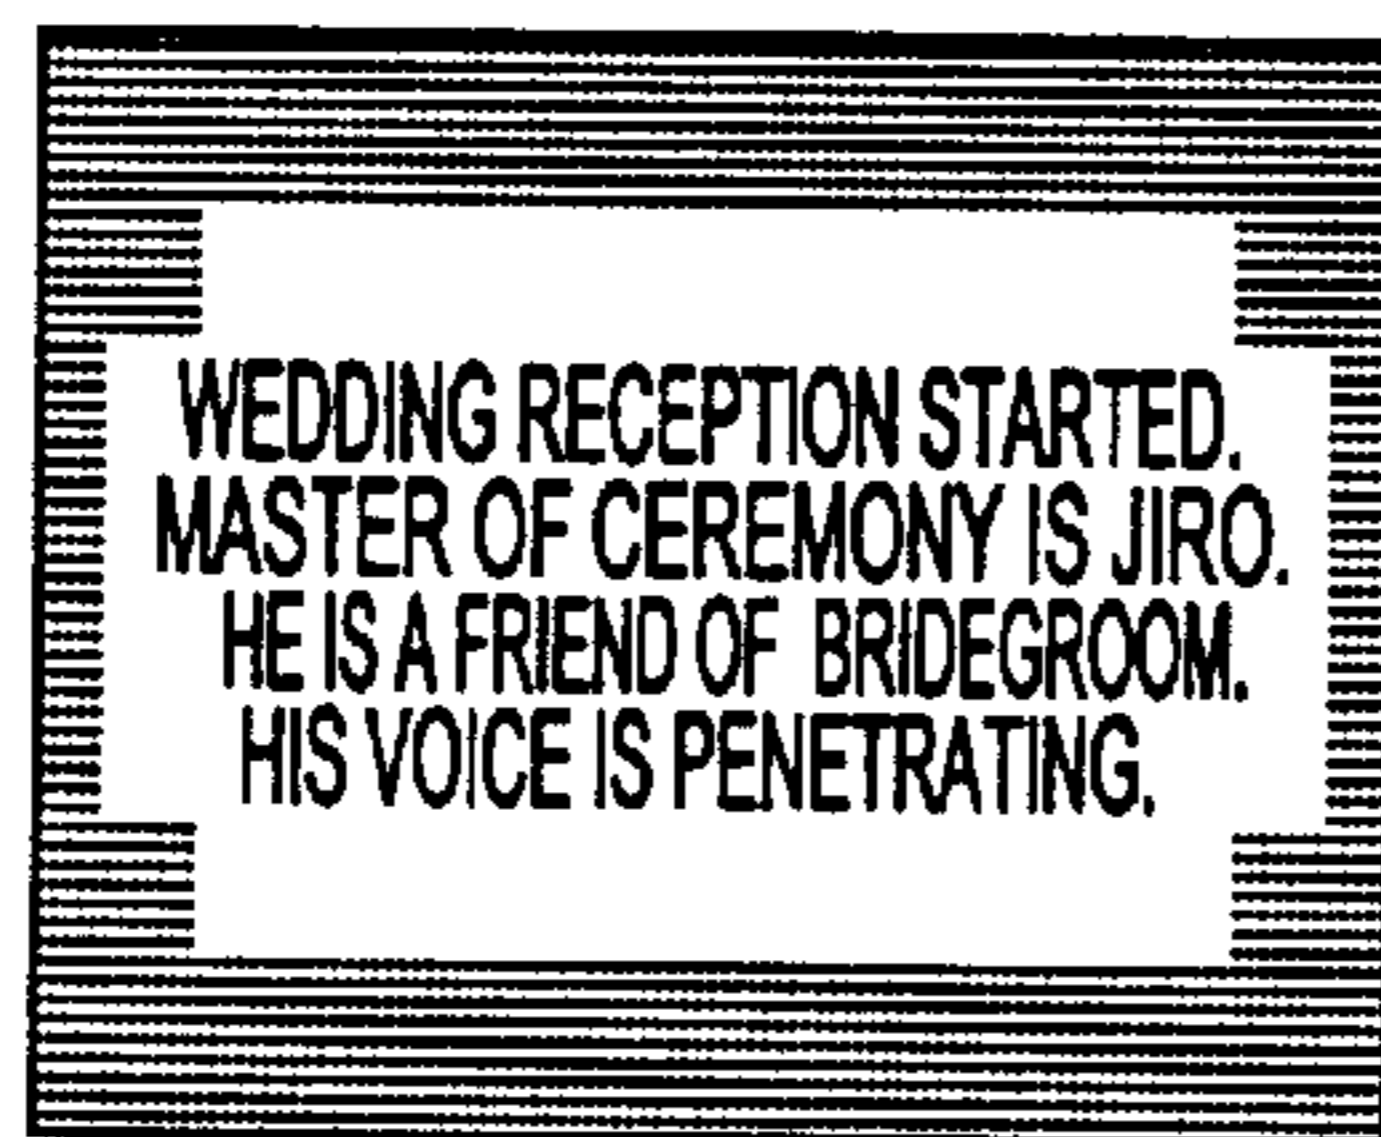 WEDDING RECEPTION STARTED.
MASTER OF CEREMONY IS JIRO.
HE IS A FRIEND OF BRIDEGROOM.
HIS VOICE IS PENETRATING.